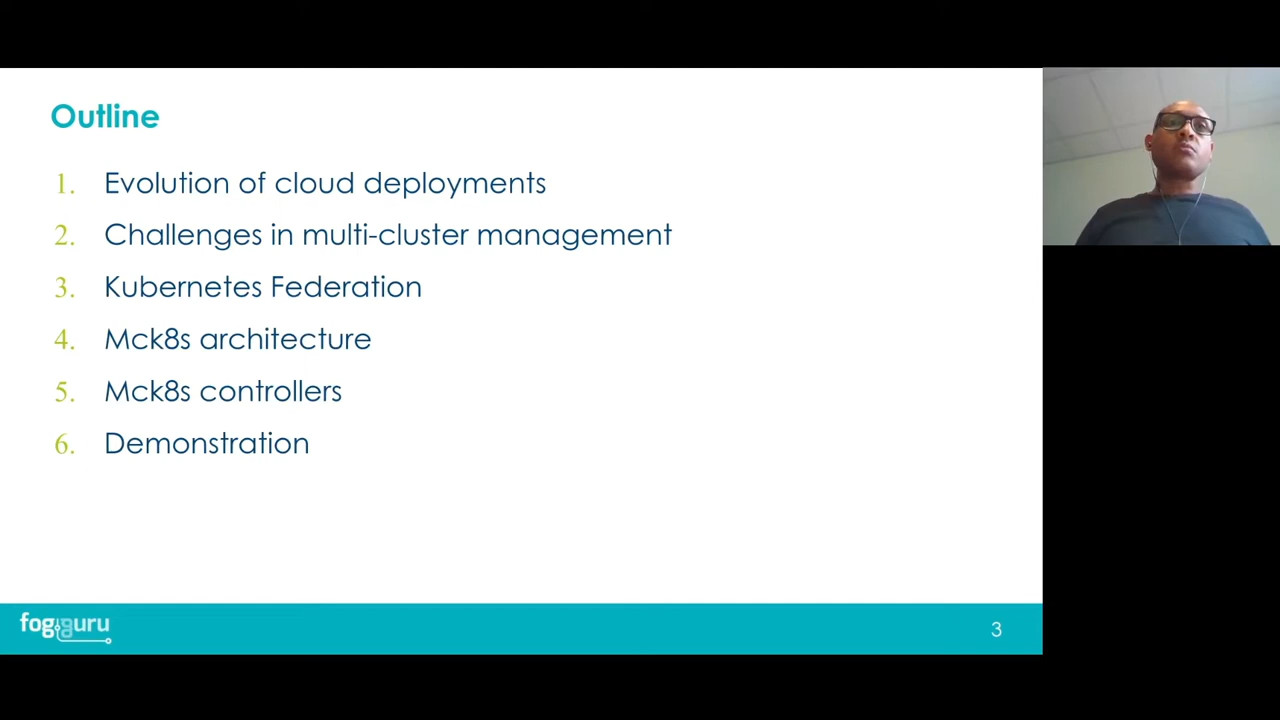 Outline
1. Evolution of cloud deployments
2. Challenges in multi-cluster management
3. Kubernetes Federation
4. Mck8s architecture
5. Mck8s controllers
6. Demonstration
fogguru
3